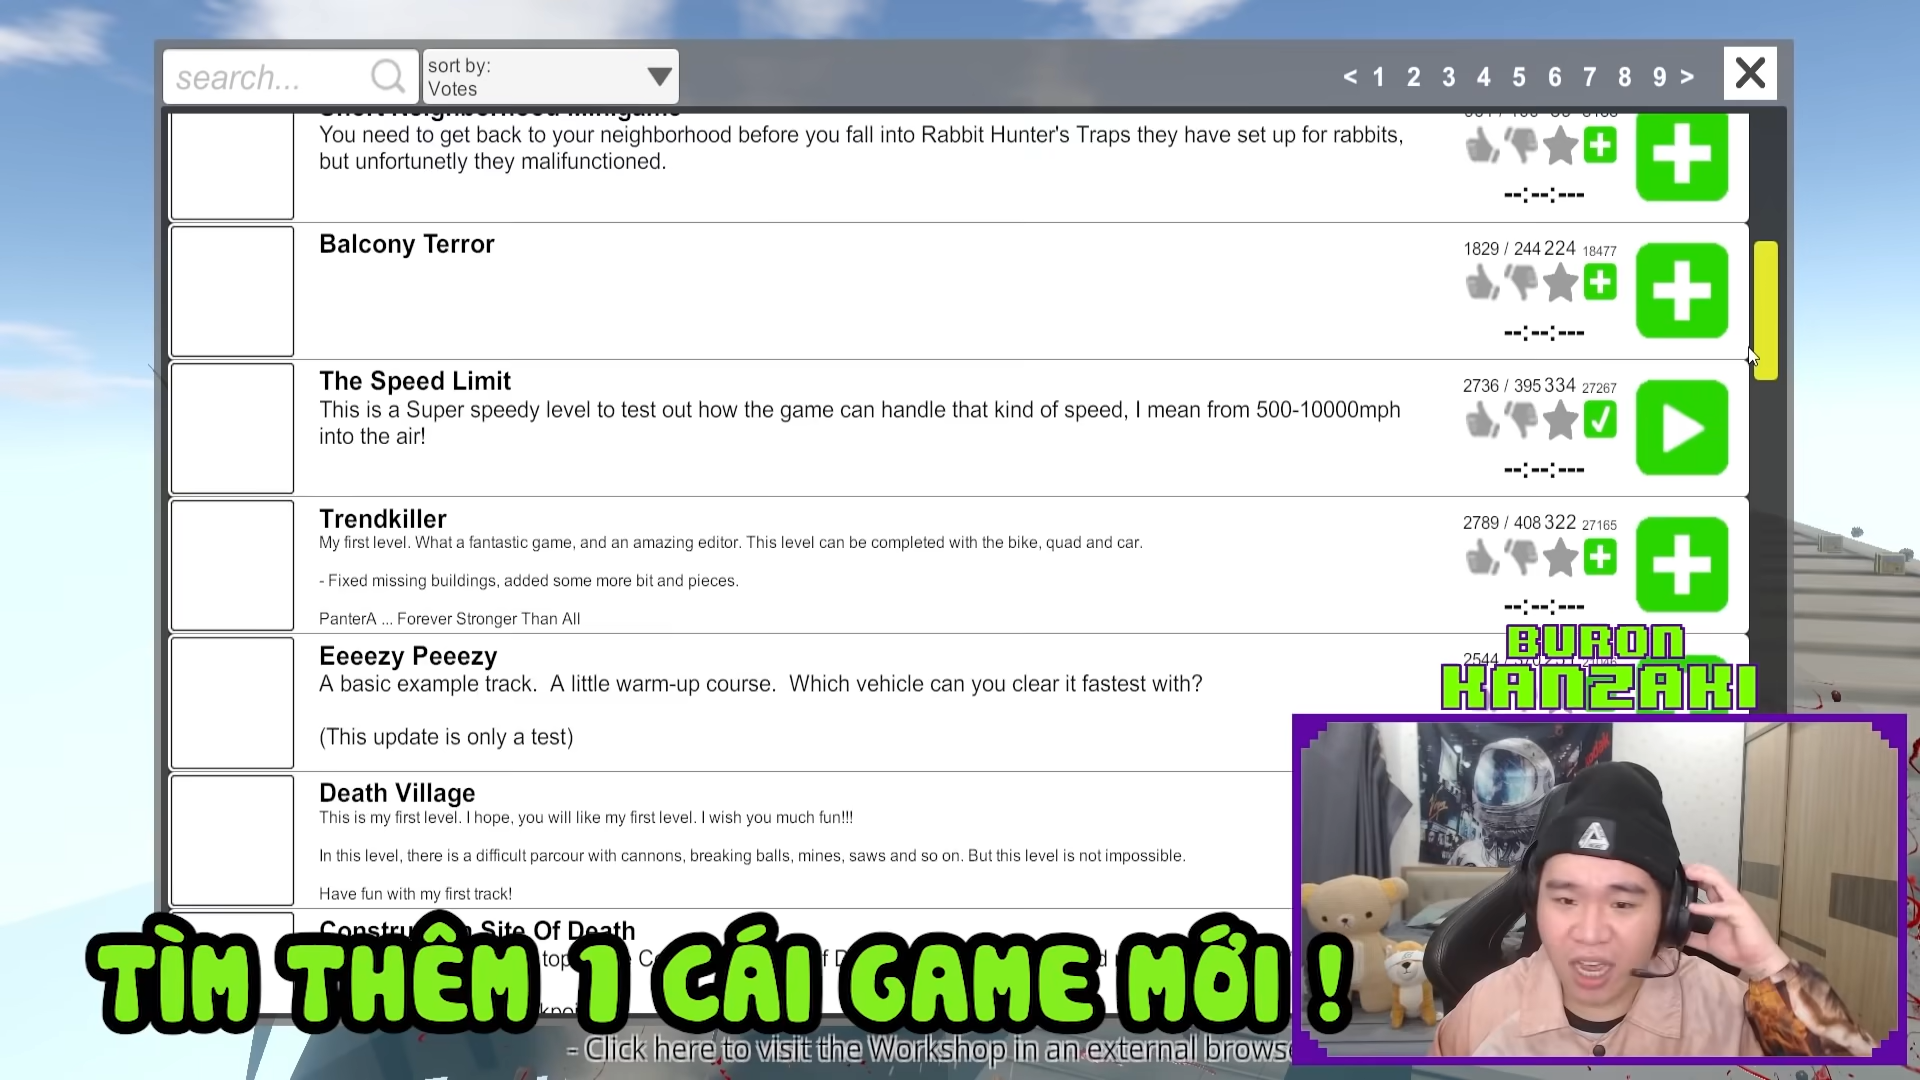 search...
sort by:
Votes
< 1 2 3 4 5 6 7 8 9 >
Short Neighborhood Minigame
You need to get back to your neighborhood before you fall into Rabbit Hunter's Traps they have set up for rabbits,
but unfortunetly they malifunctioned.
--:--:---
Balcony Terror
1829 / 244 224 18477
--:--:---
The Speed Limit
This is a Super speedy level to test out how the game can handle that kind of speed, I mean from 500-10000mph
into the air!
2736 / 395 334 27267
--:--:---
Trendkiller
My first level. What a fantastic game, and an amazing editor. This level can be completed with the bike, quad and car.
- Fixed missing buildings, added some more bit and pieces.
PanterA ... Forever Stronger Than All
2789 / 408 322 27165
--:--:---
Eeeezy Peeezy
A basic example track. A little warm-up course. Which vehicle can you clear it fastest with?
(This update is only a test)
2544
BURON
KANZAKI
Death Village
This is my first level. I hope, you will like my first level. I wish you much fun!!!
In this level, there is a difficult parcour with cannons, breaking balls, mines, saws and so on. But this level is not impossible.
Have fun with my first track!
Construction Site Of Death
TÌM THÊM 1 CÁI GAME MỚI !
- Click here to visit the Workshop in an external browse